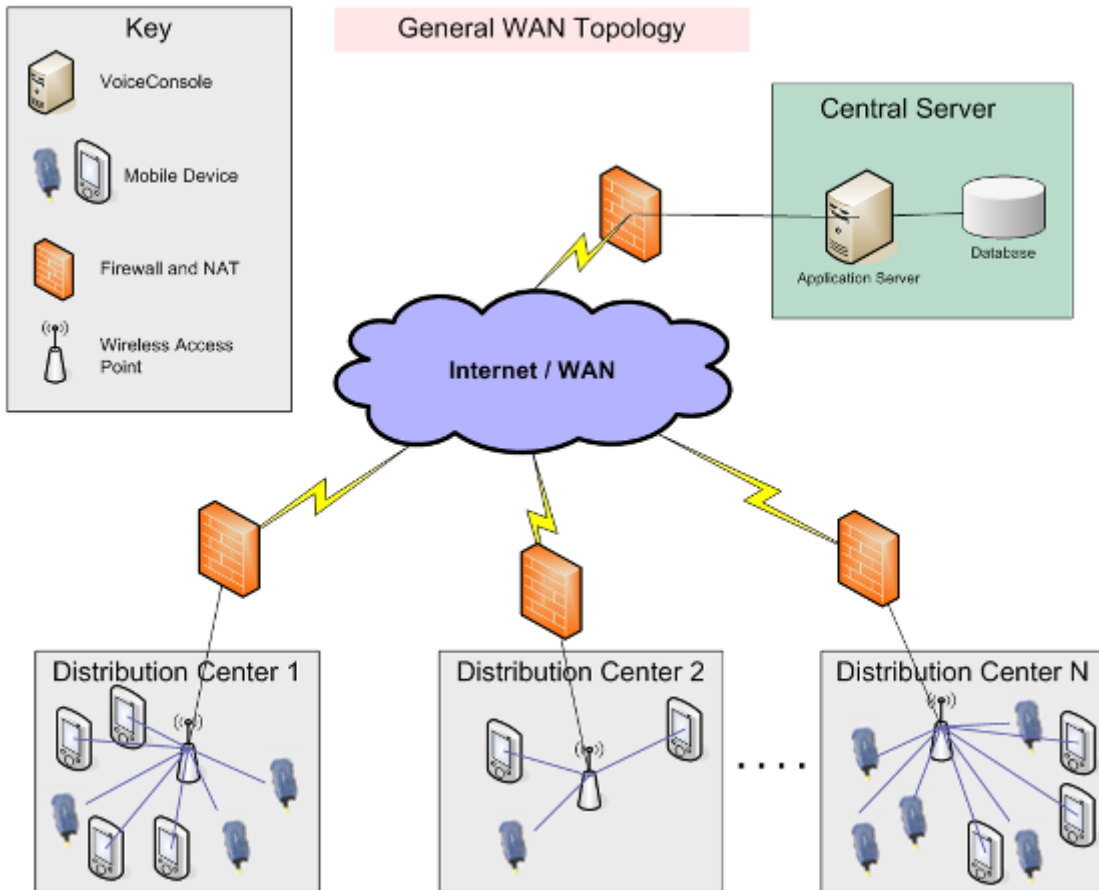 Key
VoiceConsole
Mobile Device
Firewall and NAT
Wireless Access
Point
General WAN Topology
Central Server
Application Server
Database
Internet / WAN
Distribution Center 1
Distribution Center 2
. . . .
Distribution Center N